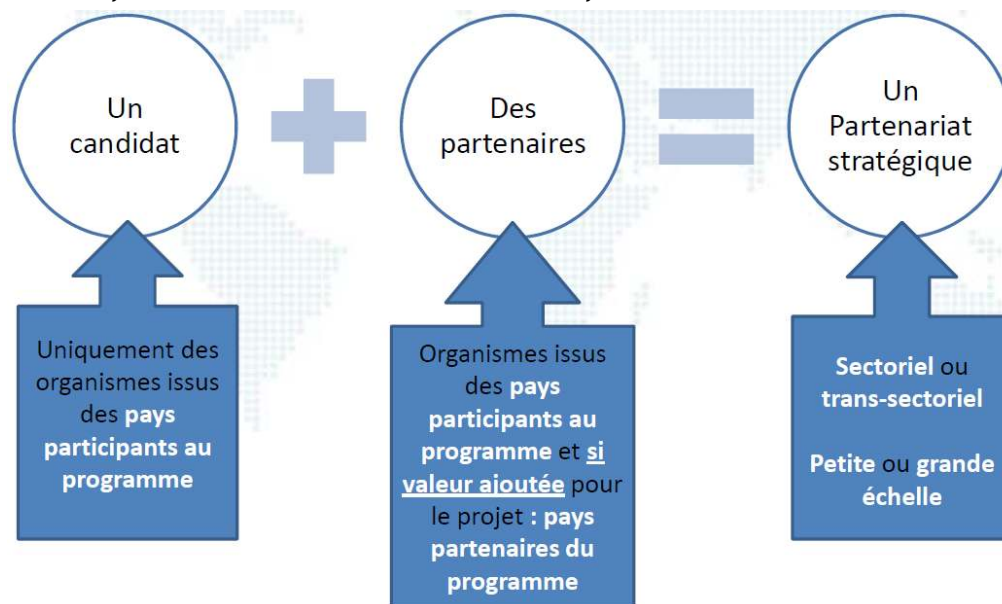 Un
candidat
Des
partenaires
Un
Partenariat
stratégique
Uniquement des
organismes issus
des pays
participants au
programme
Organismes issus
des pays
participants au
programme et si
valeur ajoutée pour
le projet : pays
partenaires du
programme
Sectoriel ou
trans-sectoriel
Petite ou grande
échelle